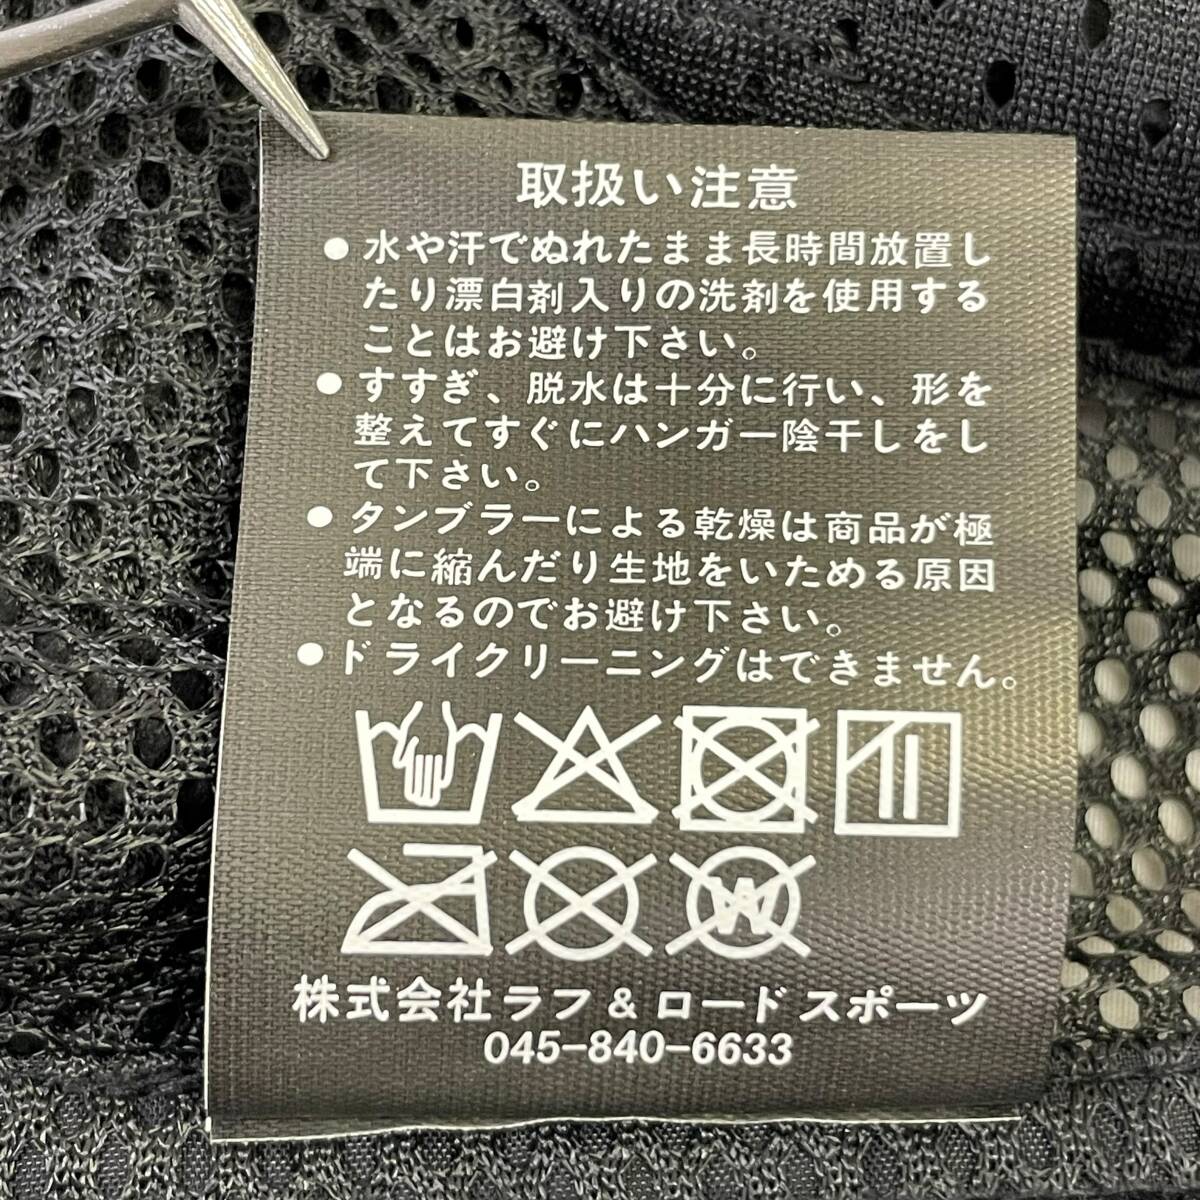 取扱い注意
●水や汗でぬれたまま長時間放置し
たり漂白剤入りの洗剤を使用する
ことはお避け下さい。
●すすぎ、脱水は十分に行い、形を
整えてすぐにハンガー陰干しをし
て下さい。
●タンブラーによる乾燥は商品が極
端に縮んだり生地をいためる原因
となるのでお避け下さい。
●ドライクリーニングはできません。
W
株式会社ラフ&ロードスポーツ
045-840-6633